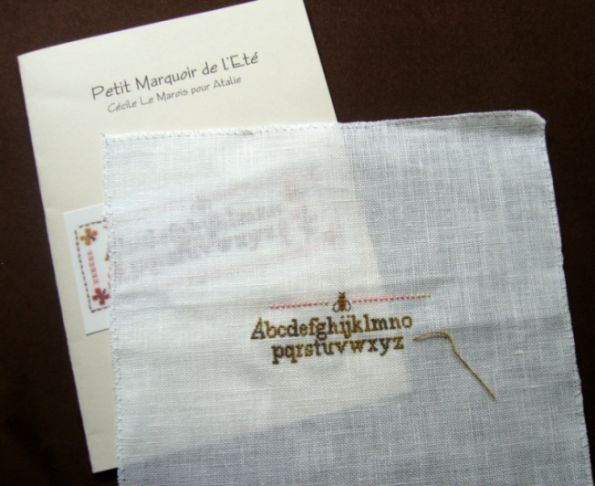 Petit Marquoir de l'Eté
Cécile Le Marois pour Atalie
Abcdefghijklmno
pqrstuvwxyz